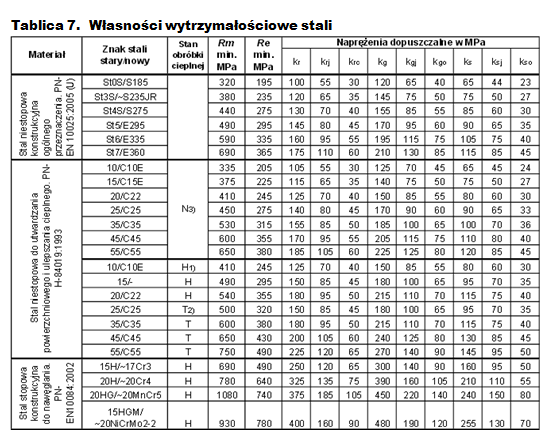 Tablica 7. Własności wytrzymałościowe stali
Materiał Znak stali stary/nowy Stan obróbki cieplnej Rm min. MPa Re min. MPa Naprężenia dopuszczalne w MPa
kr krj krc kg kgj kgo ks ksj kso
Stal niestopowa konstrukcyjna ogólnego przeznaczenia. PN-EN 10025:2005 (U)
St0S/S185 320 195 100 55 30 120 65 40 65 44 23
St3S/~S235JR 380 235 120 65 35 145 75 50 75 50 27
St4S/S275 440 275 130 70 40 155 85 55 80 60 30
St5/E295 490 295 145 80 45 170 95 60 90 65 35
St6/E335 590 335 160 95 55 195 115 75 105 75 40
St7/E360 690 365 175 110 60 210 130 85 115 85 45
Stal niestopowa do utwardzania powierzchniowego i ulepszania cieplnego. PN-H-84019:1993
N3)
10/C10E 335 205 105 55 30 125 70 45 65 45 24
15/C15E 375 225 115 65 35 140 75 50 75 50 27
20/C22 410 245 125 70 40 150 85 55 80 60 30
25/C25 450 275 140 80 45 170 90 60 90 65 33
35/C35 530 315 155 85 50 185 100 65 100 70 36
45/C45 600 355 170 95 55 205 115 75 110 80 40
55/C55 650 380 185 105 60 225 125 80 120 85 45
10/C10E H1) 410 245 125 70 40 150 85 55 80 60 30
15/- H 490 295 150 85 45 180 100 65 95 70 35
20/C22 H 540 355 180 95 50 215 110 70 115 75 40
25/C25 T2) 500 320 150 85 45 180 100 65 95 70 35
35/C35 T 600 380 180 95 50 215 110 70 115 75 40
45/C45 T 650 430 200 105 60 240 125 80 130 85 45
55/C55 T 750 490 225 120 65 270 140 90 145 95 50
Stal stopowa konstrukcyjna do nawęglania. PN-EN10084:2002
15H/~17Cr3 H 690 490 250 120 65 300 140 90 160 95 50
20H/~20Cr4 H 780 640 325 135 75 390 160 105 210 110 55
20HG/~20MnCr5 H 1080 740 375 185 105 450 220 140 240 150 80
15HGM/ ~20NiCrMo2-2 H 930 780 400 160 90 480 190 120 255 130 70